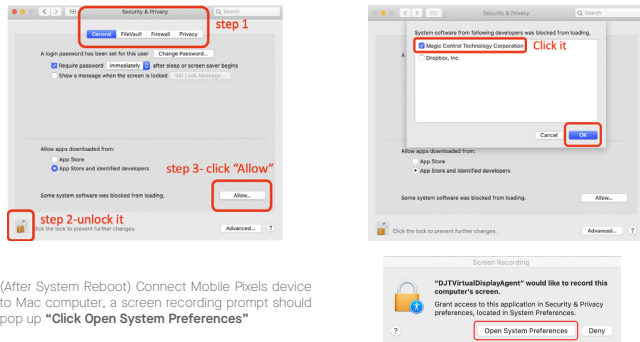 Security & Privacy
Search
step 1
General FileVault Firewall Privacy
A login password has been set for this user Change Password...
Require password immediately after sleep or screen saver begins
Show a message when the screen is locked Set Lock Message...
Allow apps downloaded from:
App Store
App Store and identified developers
step 3- click "Allow"
Some system software was blocked from loading.
Allow...
step 2-unlock it
Click the lock to prevent further changes.
Advanced...
?
(After System Reboot) Connect Mobile Pixels device
to Mac computer, a screen recording prompt should
pop up "Click Open System Preferences"
Security & Privacy
Search
System software from following developers was blocked from loading.
Magic Control Technology Corporation
Click it
Dropbox, Inc.
A
Cancel
OK
Allow apps downloaded from:
App Store
App Store and identified developers
Some system software was blocked from loading.
Allow...
Click the lock to prevent further changes.
Advanced...
?
Screen Recording
"DJTVirtualDisplayAgent" would like to record this
computer's screen.
Grant access to this application in Security & Privacy
preferences, located in System Preferences.
?
Open System Preferences
Deny